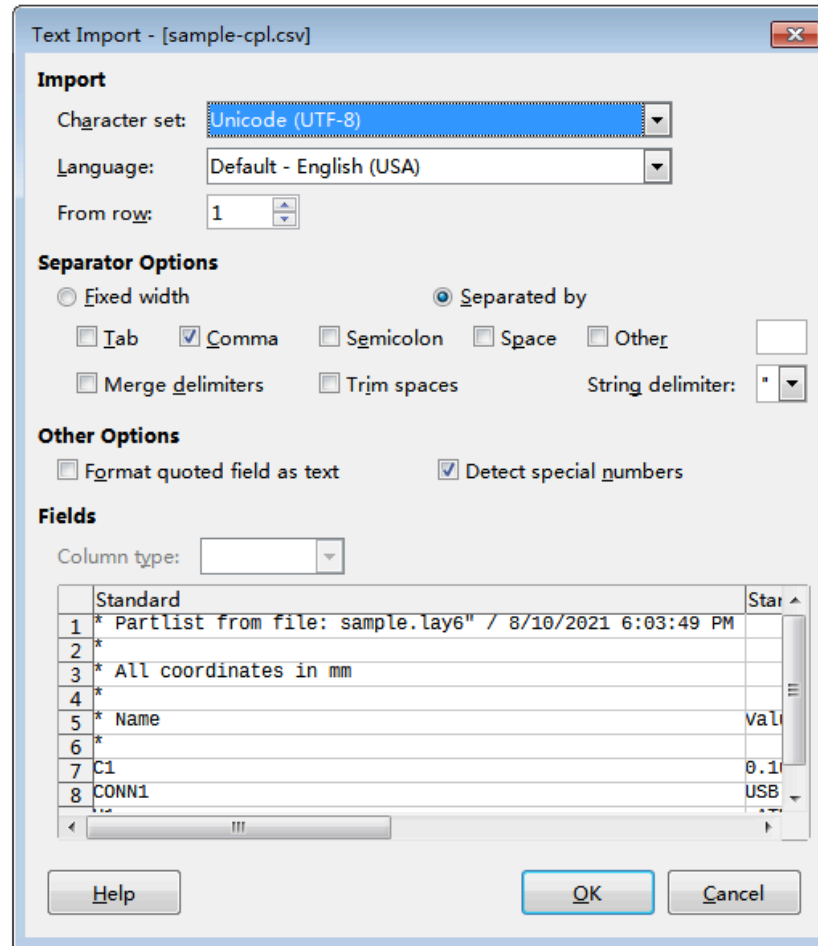 Text Import - [sample-cpl.csv]
Import
Character set: Unicode (UTF-8)
Language: Default - English (USA)
From row: 1
Separator Options
Fixed width Separated by
Tab Comma Semicolon Space Other
Merge delimiters Trim spaces String delimiter: "
Other Options
Format quoted field as text Detect special numbers
Fields
Column type:
Standard
1 * Partlist from file: sample.lay6" / 8/10/2021 6:03:49 PM
2 *
3 * All coordinates in mm
4 *
5 * Name
6 *
7 C1
8 CONN1 USB
Help OK Cancel